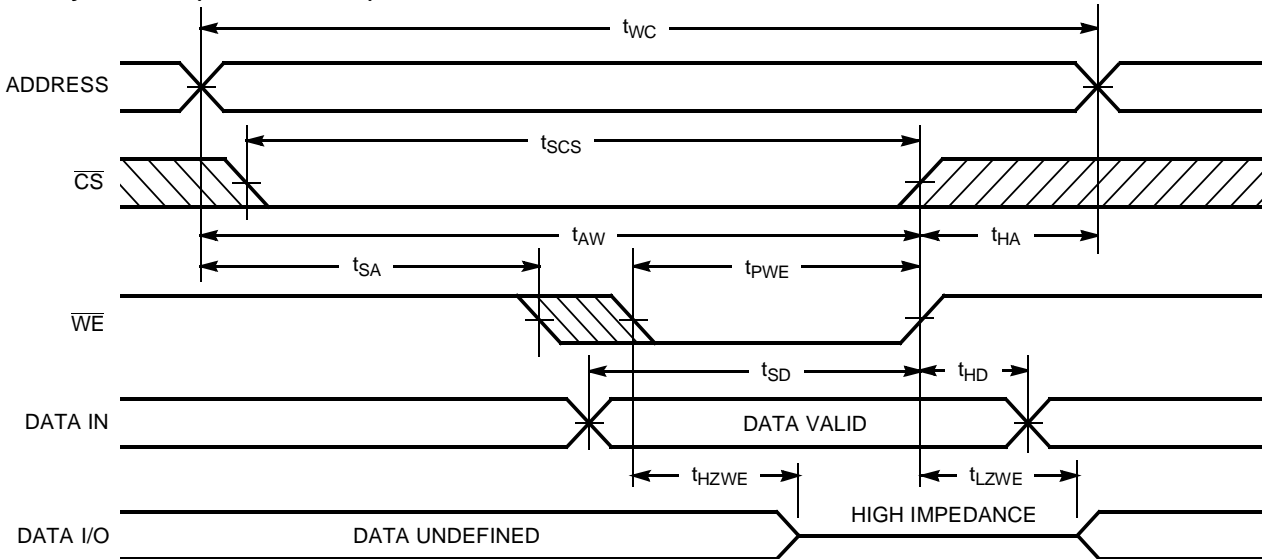 tWC
ADDRESS
tSCS
CS
tAW
tHA
tSA
tPWE
WE
tSD
tHD
DATA IN
DATA VALID
tHZWE
tLZWE
HIGH IMPEDANCE
DATA I/O
DATA UNDEFINED